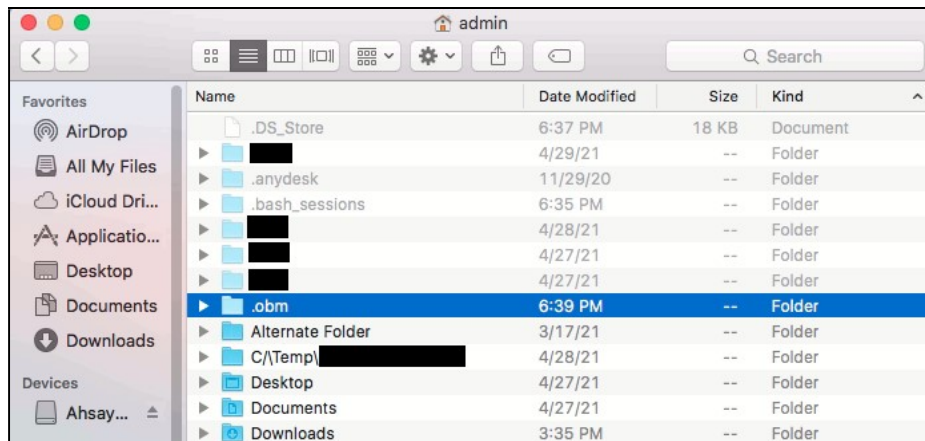 admin
Search
Favorites
AirDrop
All My Files
iCloud Dri...
Applicatio...
Desktop
Documents
Downloads
Devices
Ahsay...
Name Date Modified Size Kind
.DS_Store 6:37 PM 18 KB Document
4/29/21 -- Folder
.anydesk 11/29/20 -- Folder
.bash_sessions 6:35 PM -- Folder
4/28/21 -- Folder
4/27/21 -- Folder
4/27/21 -- Folder
.obm 6:39 PM -- Folder
Alternate Folder 3/17/21 -- Folder
C/\Temp\ 4/28/21 -- Folder
Desktop 4/27/21 -- Folder
Documents 4/27/21 -- Folder
Downloads 3:35 PM -- Folder